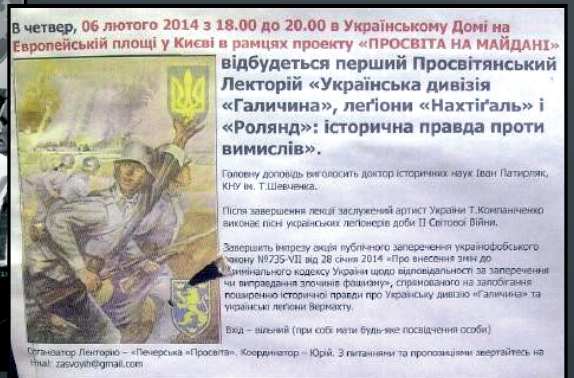 В четвер, 06 лютого 2014 з 18.00 до 20.00 в Українському Домі на
Європейській площі у Києві в рамцях проекту «ПРОСВІТА НА МАЙДАНІ»
відбудеться перший Просвітянський
Лекторій «Українська дивізія
«Галичина», леґіони «Нахтіґаль» і
«Ролянд»: історична правда проти
вимислів».
Головну доповідь виголосить доктор історичних наук Іван Патриляк,
КНУ ім. Т.Шевченка.
Після завершення лекції заслужений артист України Т.Компаніченко
виконає пісні українських леґіонерів доби ІІ Світової Війни.
Завершить імпрезу акція публічного заперечення українофобського
закону №735-VII від 28 січня 2014 «Про внесення змін до
Кримінального кодексу України щодо відповідальності за заперечення
чи виправдання злочинів фашизму», спрямованого на запобігання
поширенню історичної правди про Українську дивізію «Галичина» та
українські леґіони Вермахту.
Вхід – вільний (при собі мати будь-яке посвідчення особи)
Організатор Лекторію – «Печерська «Просвіта». Координатор – Юрій. З питаннями та пропозиціями звертайтесь на
email: zasvoyih@gmail.com